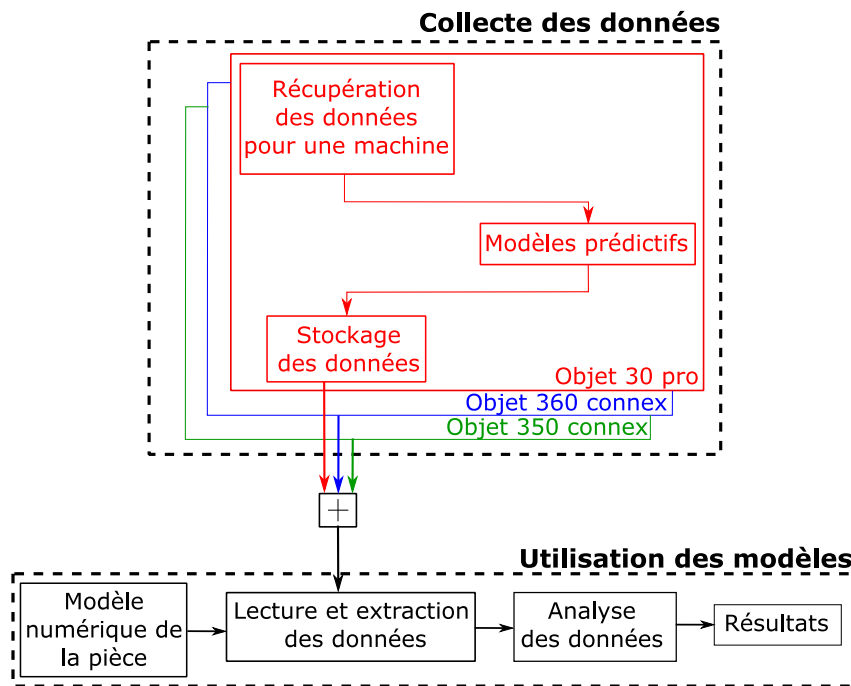 Collecte des données
Récupération
des données
pour une machine
Modèles prédictifs
Stockage
des données
Objet 30 pro
Objet 360 connex
Objet 350 connex
+
Utilisation des modèles
Modèle
numérique de
la pièce
Lecture et extraction
des données
Analyse
des données
Résultats